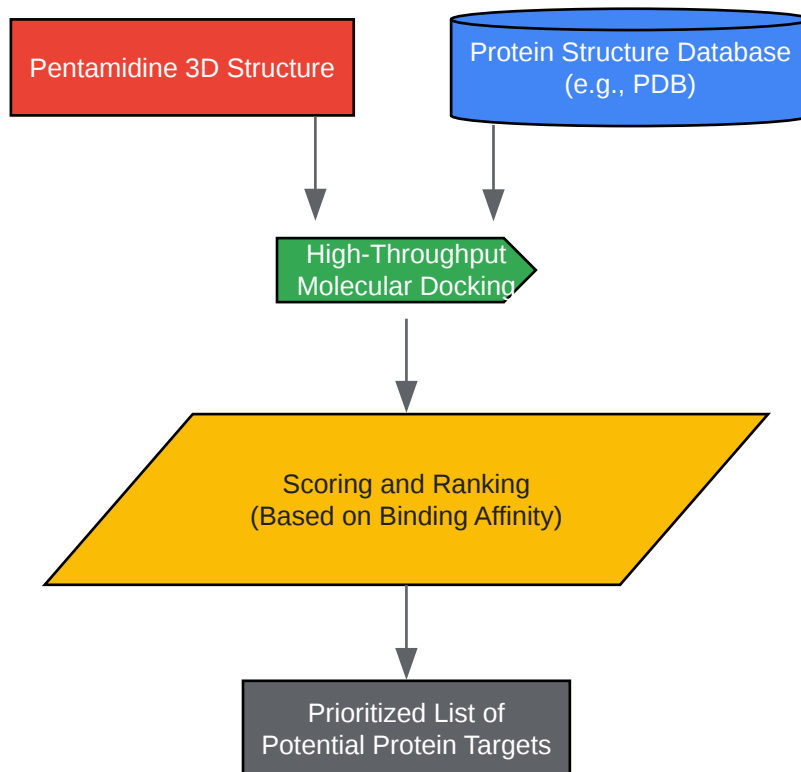 Pentamidine 3D Structure
Protein Structure Database
(e.g., PDB)
High-Throughput
Molecular Docking
Scoring and Ranking
(Based on Binding Affinity)
Prioritized List of
Potential Protein Targets